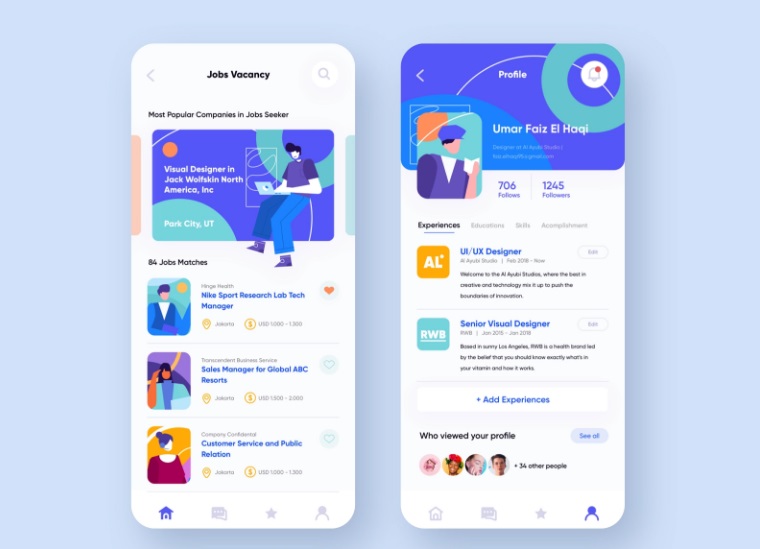 Jobs Vacancy
Most Popular Companies in Jobs Seeker
Visual Designer in
Jack Wolfskin North
America, Inc
Park City, UT
84 Jobs Matches
Hinge Health
Nike Sport Research Lab Tech
Manager
Jakarta
USD 1.000 - 1.300
Transcendent Business Service
Sales Manager for Global ABC
Resorts
Jakarta
USD 1.500 - 2.000
Company Confidental
Customer Service and Public
Relation
Jakarta
USD 1.000 - 1.300
Profile
Umar Faiz El Haqi
Designer at Al Ayubi Studio |
706
Follows
1245
Followers
Experiences
Educations
Skills
Acomplishment
AL
UI/UX Designer
Edit
Al Ayubi Studio | Feb 2018 - Now
Welcome to the Al Ayubi Studios, where the best in
creative and technology mix it up to push the
boundaries of innovation.
RWB
Senior Visual Designer
Edit
RWB | Jan 2015 - Jan 2018
Based in sunny Los Angeles, RWB is a health brand led
by the belief that you should know exactly what's in
your vitamin and how it works.
+ Add Experiences
Who viewed your profile
See all
+ 34 other people